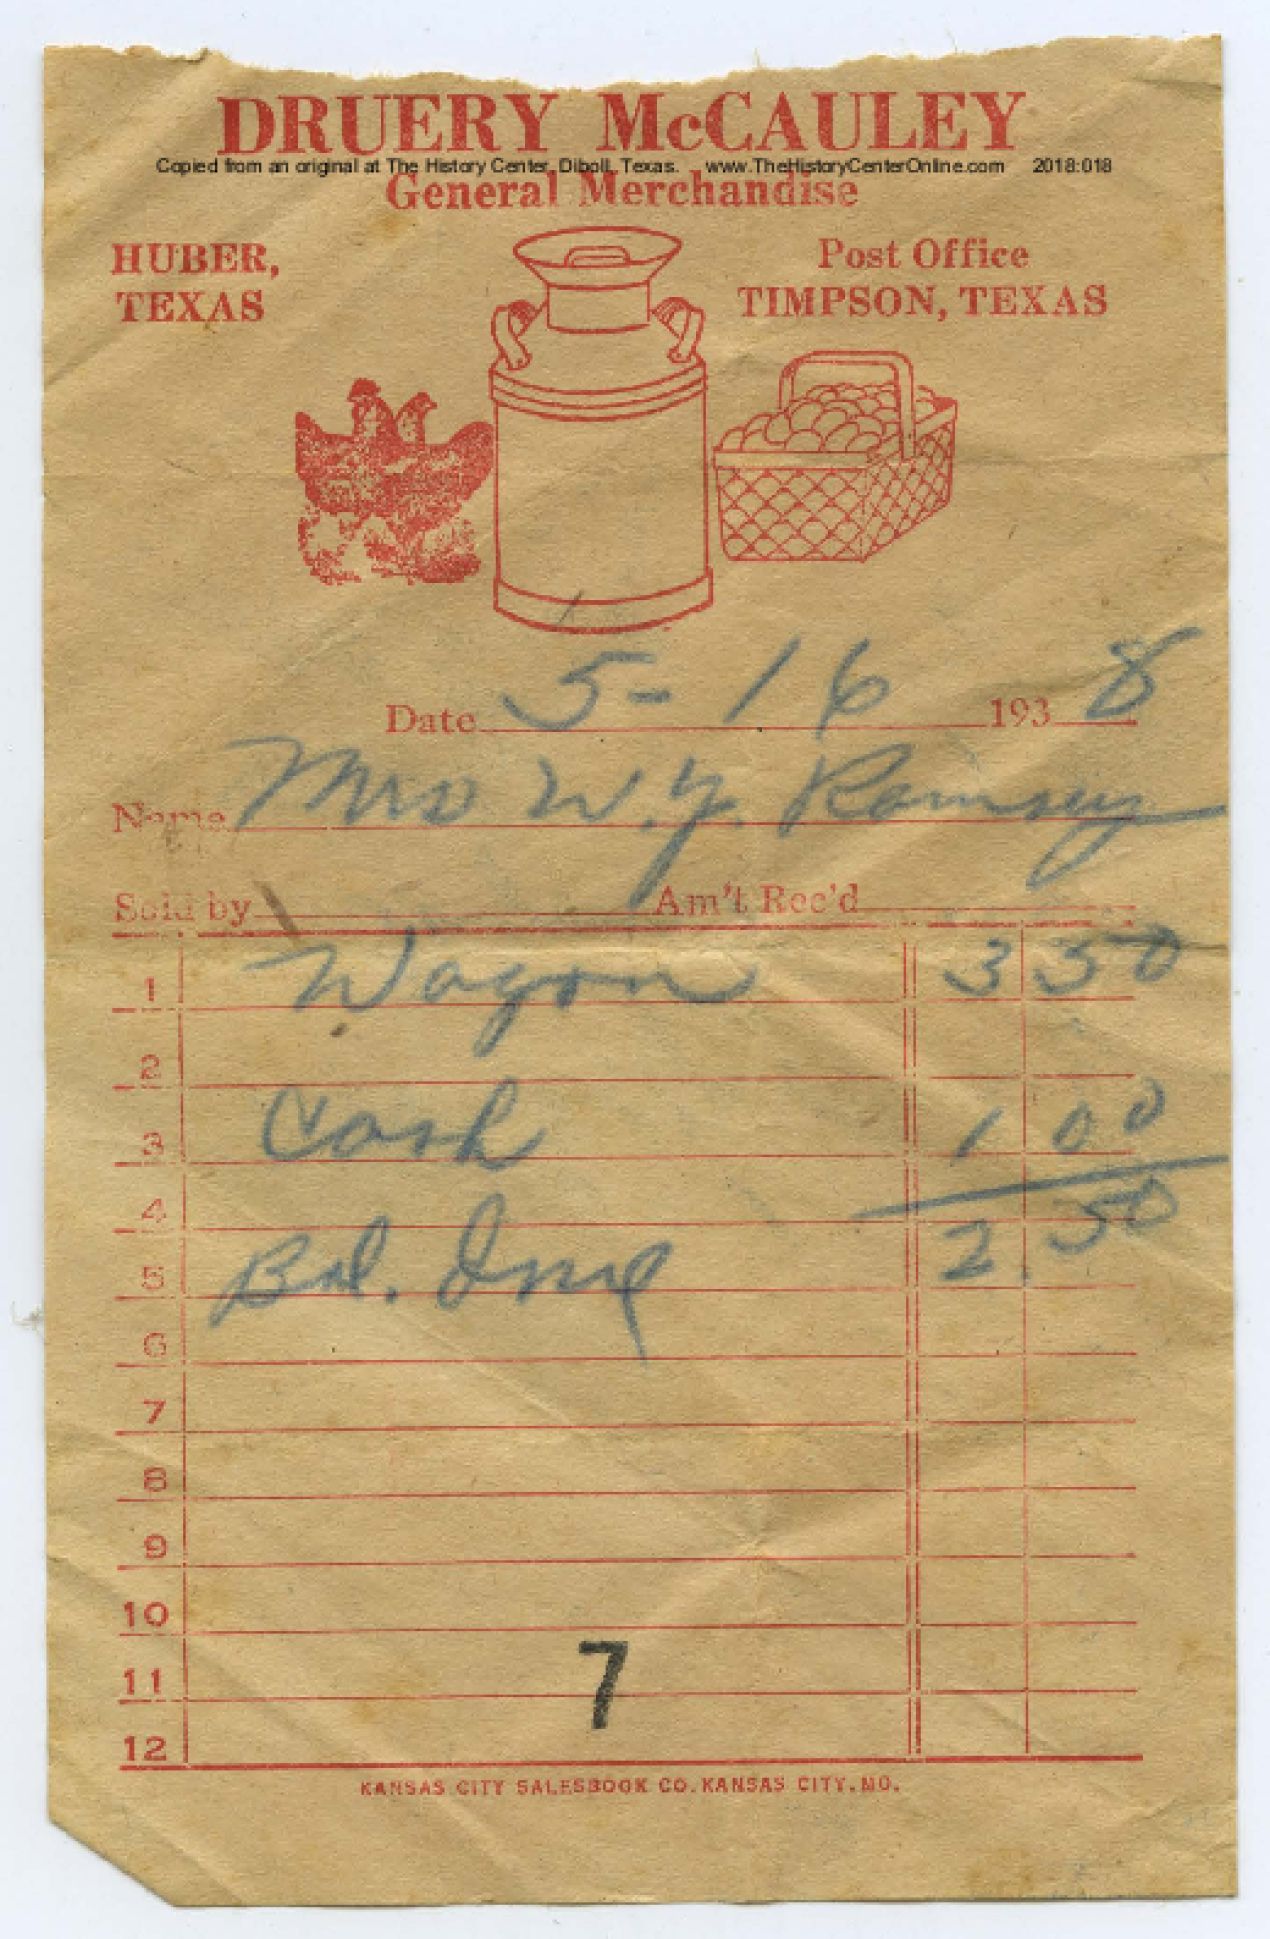 DRUERY McCAULEY
Copied from an original at The History Center, Diboll, Texas. www.TheHistoryCenterOnline.com 2018:018
General Merchandise
HUBER,
TEXAS
Post Office
TIMPSON, TEXAS
Date 5-16 193 8
Name Mrs W.Y. Ramsey
Sold by Am't Rec'd
1 Wagon 3 50
2
3 Cash 1 00
4
5 Bal. 2.50
6
7
8
9
10
11
12
7
KANSAS CITY SALESBOOK CO. KANSAS CITY, MO.